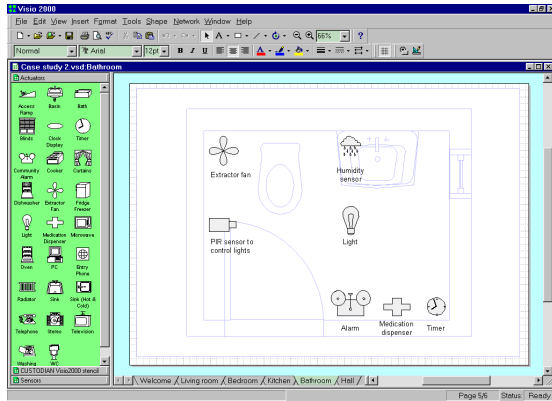 Visio 2000
File Edit View Insert Format Tools Shape Network Window Help
66%
Normal Arial 12pt B I U
Case study 2.vsd:Bathroom
Actuators
Access Ramp
Basin
Bath
Blinds
Clock Display
Timer
Community Alarm
Cooker
Curtains
Dishwasher
Extractor Fan
Fridge Freezer
Light
Medication Dispenser
Microwave
Oven
PC
Entry Phone
Radiator
Sink
Sink (Hot & Cold)
Telephone
Stereo
Television
Washing
WC
CUSTODIAN Visio2000 stencil
Sensors
Extractor fan
Humidity
sensor
PIR sensor to
control lights
Light
Alarm
Medication
dispenser
Timer
Welcome Living room Bedroom Kitchen Bathroom Hall
Page 5/6 Status: Ready